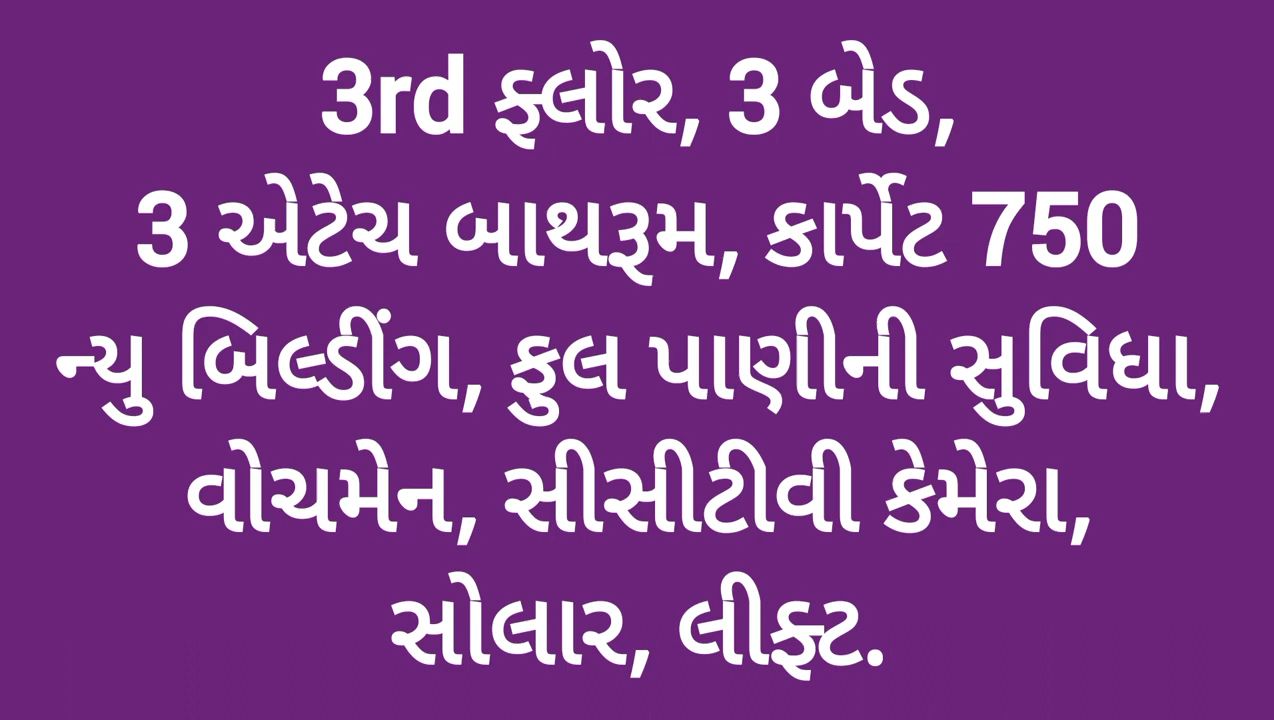 3rd ફ્લોર, 3 બેડ,
3 એટેચ બાથરૂમ, કાર્પેટ 750
ન્યુ બિલ્ડીંગ, ફુલ પાણીની સુવિધા,
વોચમેન, સીસીટીવી કેમેરા,
સોલાર, લીફ્ટ.